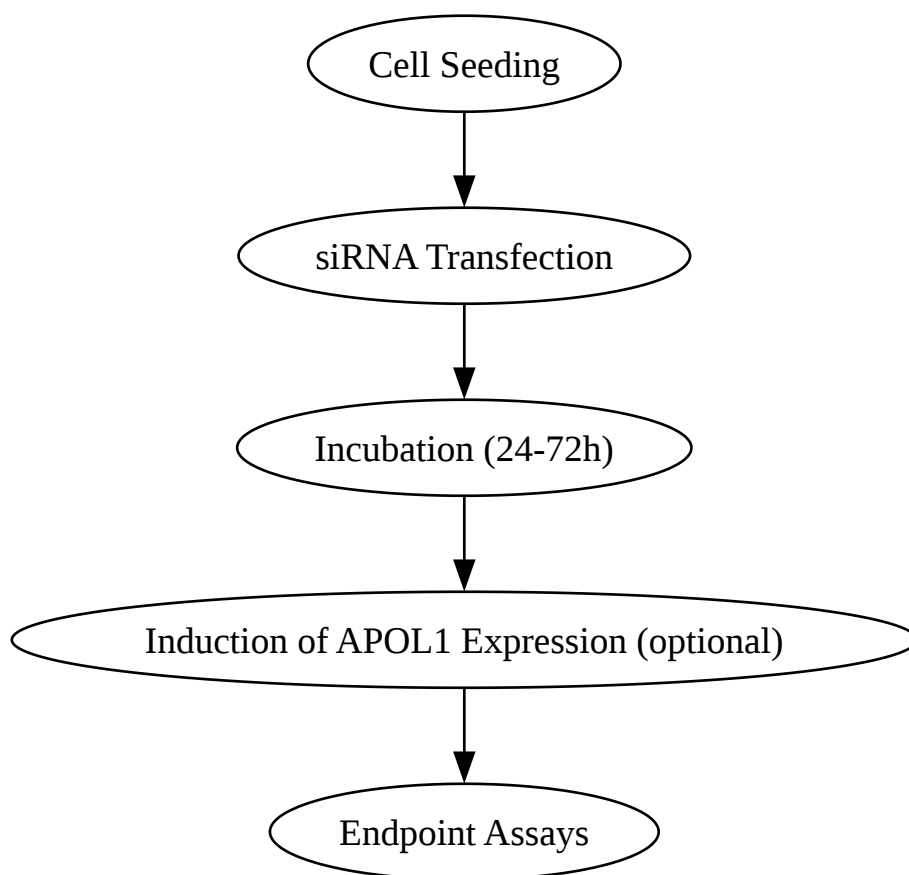 Cell Seeding
siRNA Transfection
Incubation (24-72h)
Induction of APOL1 Expression (optional)
Endpoint Assays